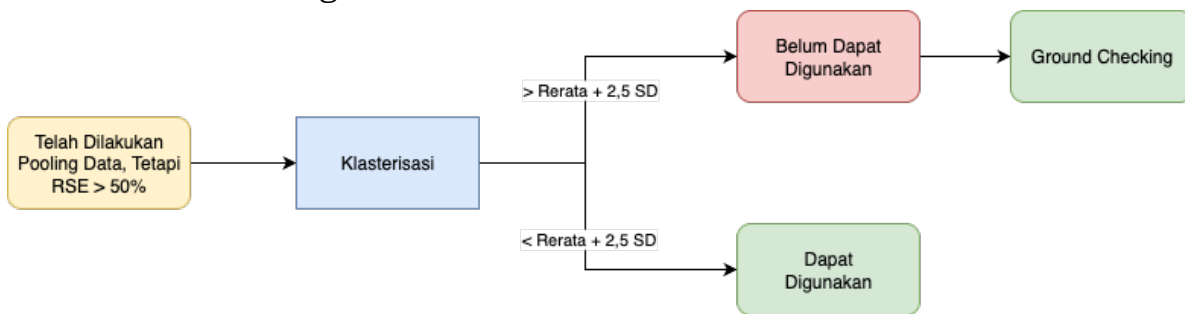 Belum Dapat
Digunakan
Ground Checking
> Rerata + 2,5 SD
Telah Dilakukan
Pooling Data, Tetapi
RSE > 50%
Klasterisasi
< Rerata + 2,5 SD
Dapat
Digunakan